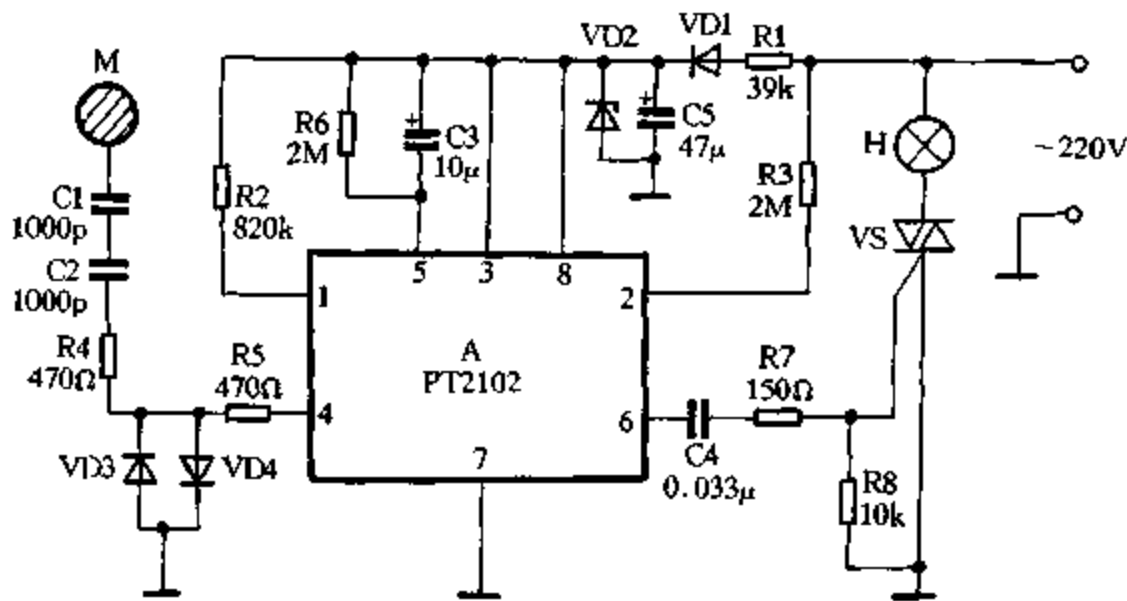 M
C1
1000p
C2
1000p
R4
470Ω
VD3
VD4
R5
470Ω
R2
820k
R6
2M
+
C3
10μ
VD2
+
C5
47μ
VD1
R1
39k
R3
2M
H
~220V
VS
5
3
8
1
2
4
6
7
A
PT2102
C4
0.033μ
R7
150Ω
R8
10k